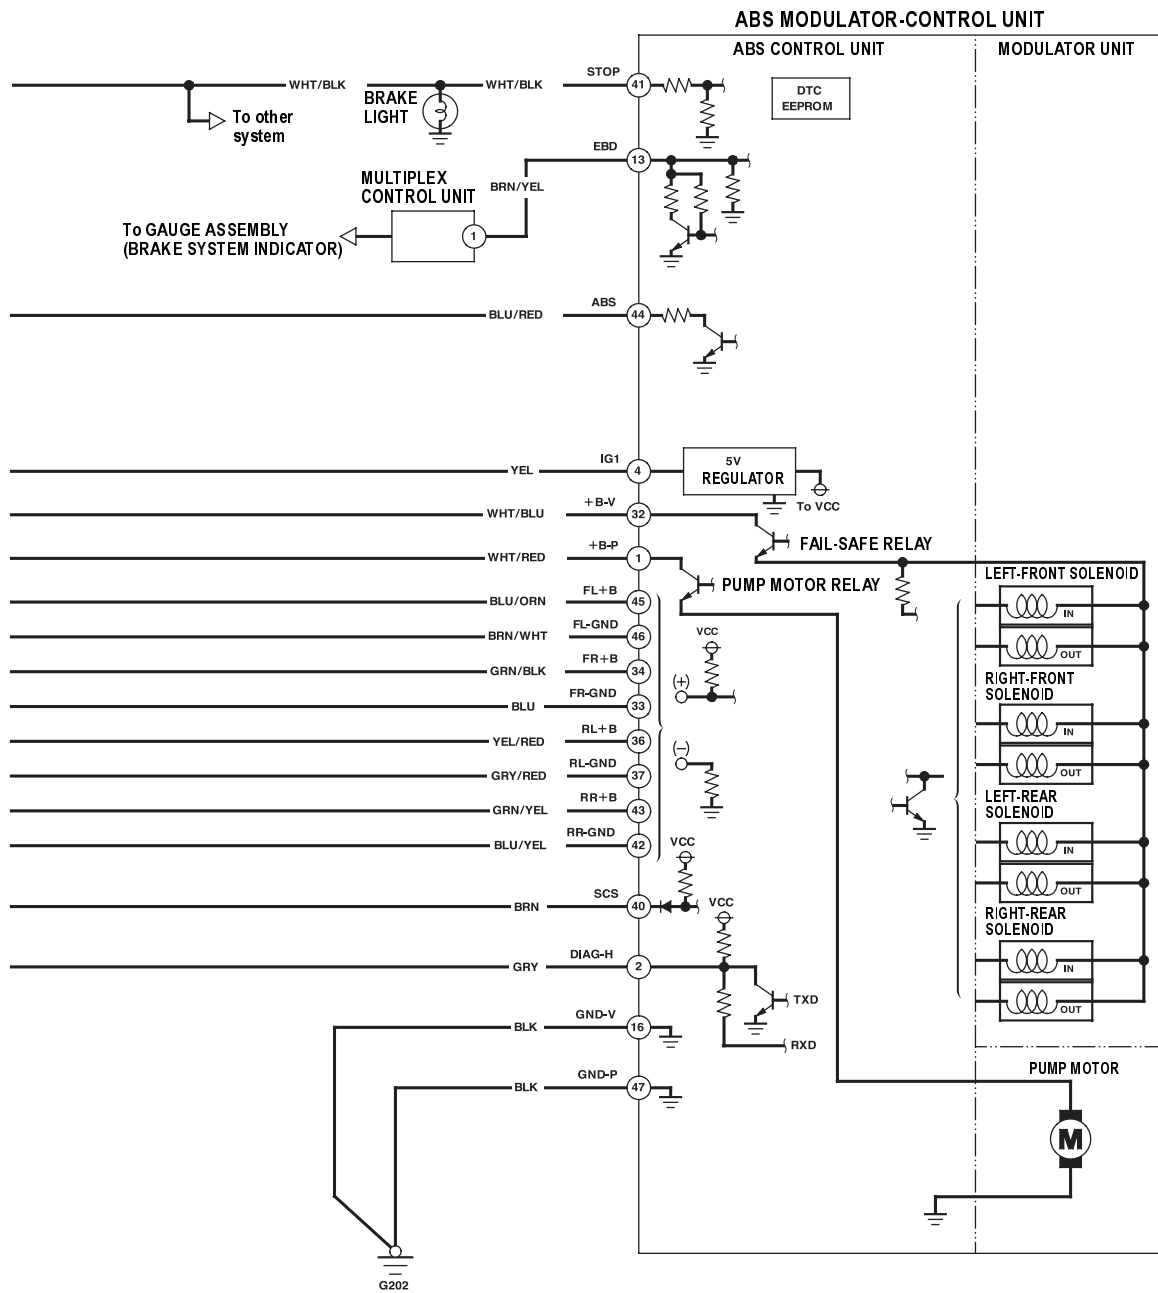 ABS MODULATOR-CONTROL UNIT
ABS CONTROL UNIT
MODULATOR UNIT
WHT/BLK
WHT/BLK
STOP
41
DTC
EEPROM
BRAKE
LIGHT
To other
system
EBD
13
BRN/YEL
MULTIPLEX
CONTROL UNIT
1
To GAUGE ASSEMBLY
(BRAKE SYSTEM INDICATOR)
BLU/RED
ABS
44
YEL
IG1
4
5V
REGULATOR
To VCC
WHT/BLU
+B-V
32
FAIL-SAFE RELAY
WHT/RED
+B-P
1
PUMP MOTOR RELAY
BLU/ORN
FL+B
45
BRN/WHT
FL-GND
46
GRN/BLK
FR+B
34
BLU
FR-GND
33
YEL/RED
RL+B
36
GRY/RED
RL-GND
37
GRN/YEL
RR+B
43
BLU/YEL
RR-GND
42
VCC
(+)
(−)
LEFT-FRONT SOLENOID
IN
OUT
RIGHT-FRONT
SOLENOID
IN
OUT
LEFT-REAR
SOLENOID
IN
OUT
RIGHT-REAR
SOLENOID
IN
OUT
VCC
BRN
SCS
40
VCC
GRY
DIAG-H
2
TXD
RXD
BLK
GND-V
16
BLK
GND-P
47
PUMP MOTOR
M
G202